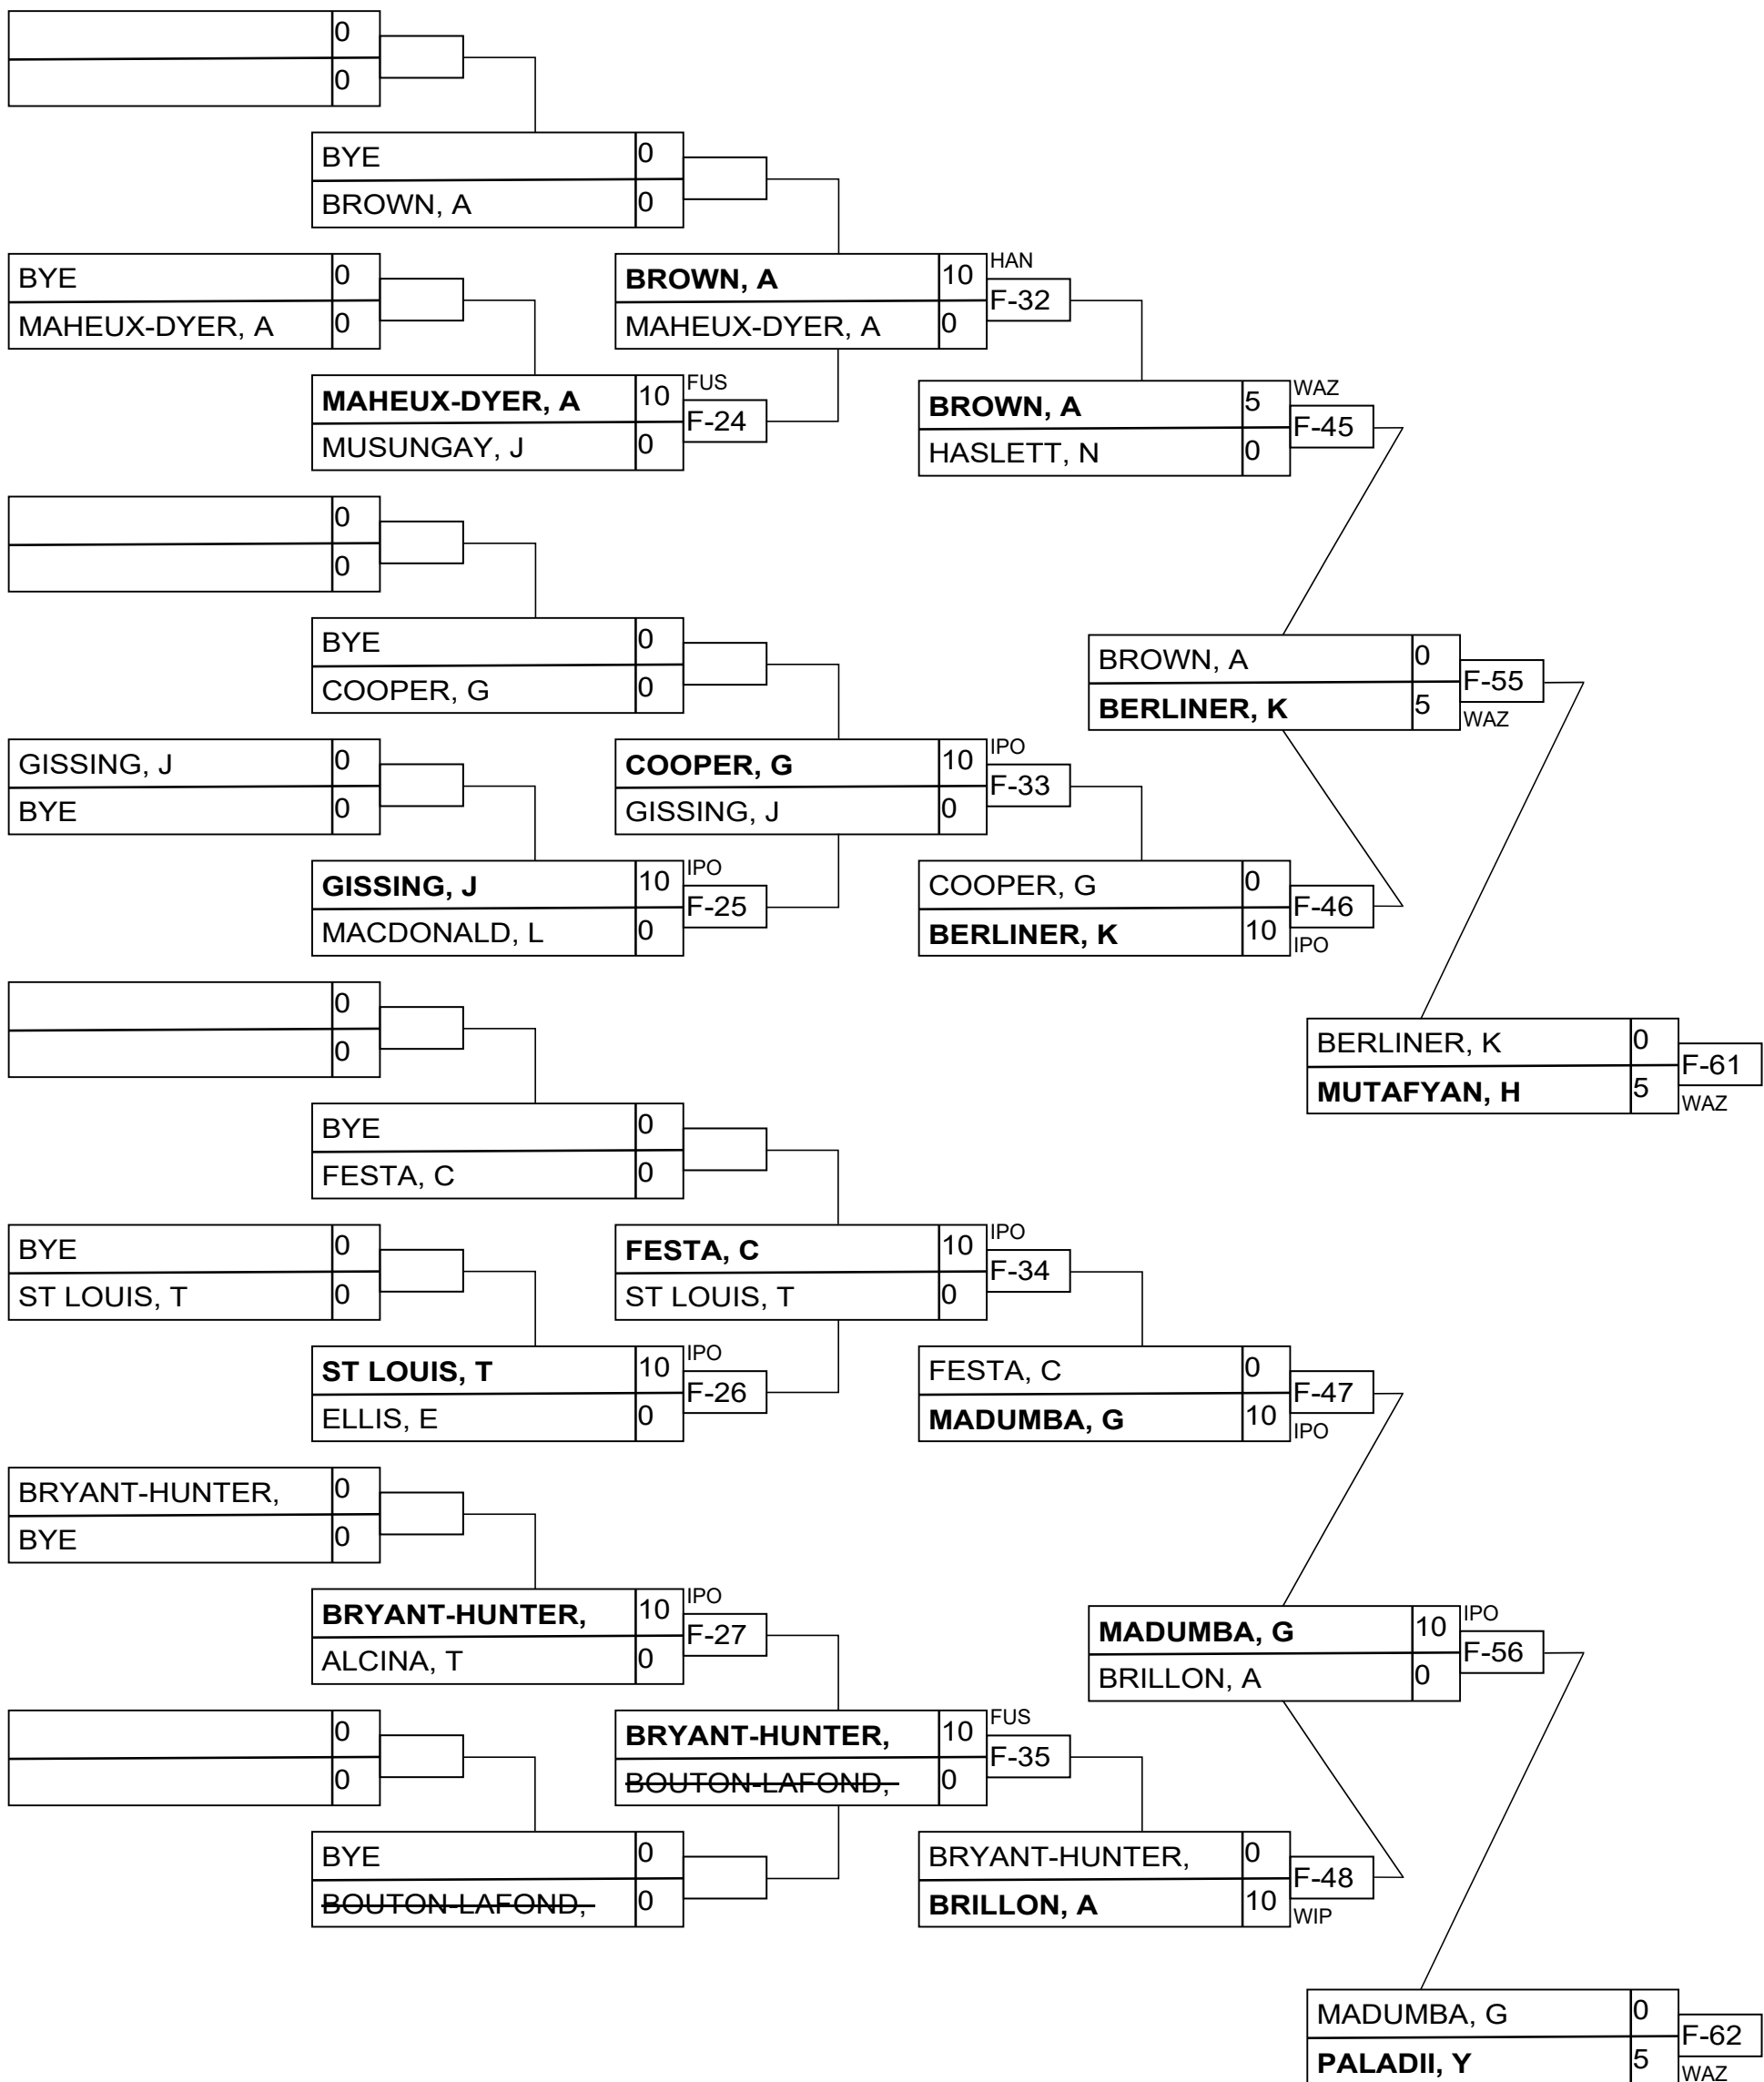 0
0
BYE 0
BROWN, A 0
BYE 0
MAHEUX-DYER, A 0
BROWN, A 10 HAN
F-32
MAHEUX-DYER, A 0
MAHEUX-DYER, A 10 FUS
F-24
MUSUNGAY, J 0
BROWN, A 5 WAZ
F-45
HASLETT, N 0
0
0
BYE 0
COOPER, G 0
BROWN, A 0
F-55
BERLINER, K 5 WAZ
GISSING, J 0
BYE 0
COOPER, G 10 IPO
F-33
GISSING, J 0
GISSING, J 10 IPO
F-25
MACDONALD, L 0
COOPER, G 0
F-46
BERLINER, K 10 IPO
0
0
BERLINER, K 0
F-61
MUTAFYAN, H 5 WAZ
BYE 0
FESTA, C 0
BYE 0
ST LOUIS, T 0
FESTA, C 10 IPO
F-34
ST LOUIS, T 0
ST LOUIS, T 10 IPO
F-26
ELLIS, E 0
FESTA, C 0
F-47
MADUMBA, G 10 IPO
BRYANT-HUNTER, 0
BYE 0
BRYANT-HUNTER, 10 IPO
F-27
ALCINA, T 0
MADUMBA, G 10 IPO
F-56
BRILLON, A 0
0
0
BRYANT-HUNTER, 10 FUS
F-35
BOUTON-LAFOND, 0
BYE 0
BOUTON-LAFOND, 0
BRYANT-HUNTER, 0
F-48
BRILLON, A 10 WIP
MADUMBA, G 0
F-62
PALADII, Y 5 WAZ